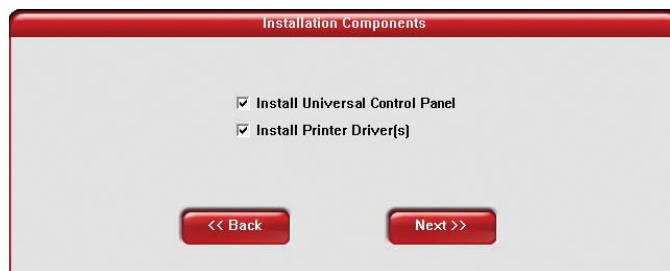 Installation Components
Install Universal Control Panel
Install Printer Driver(s)
<< Back
Next >>